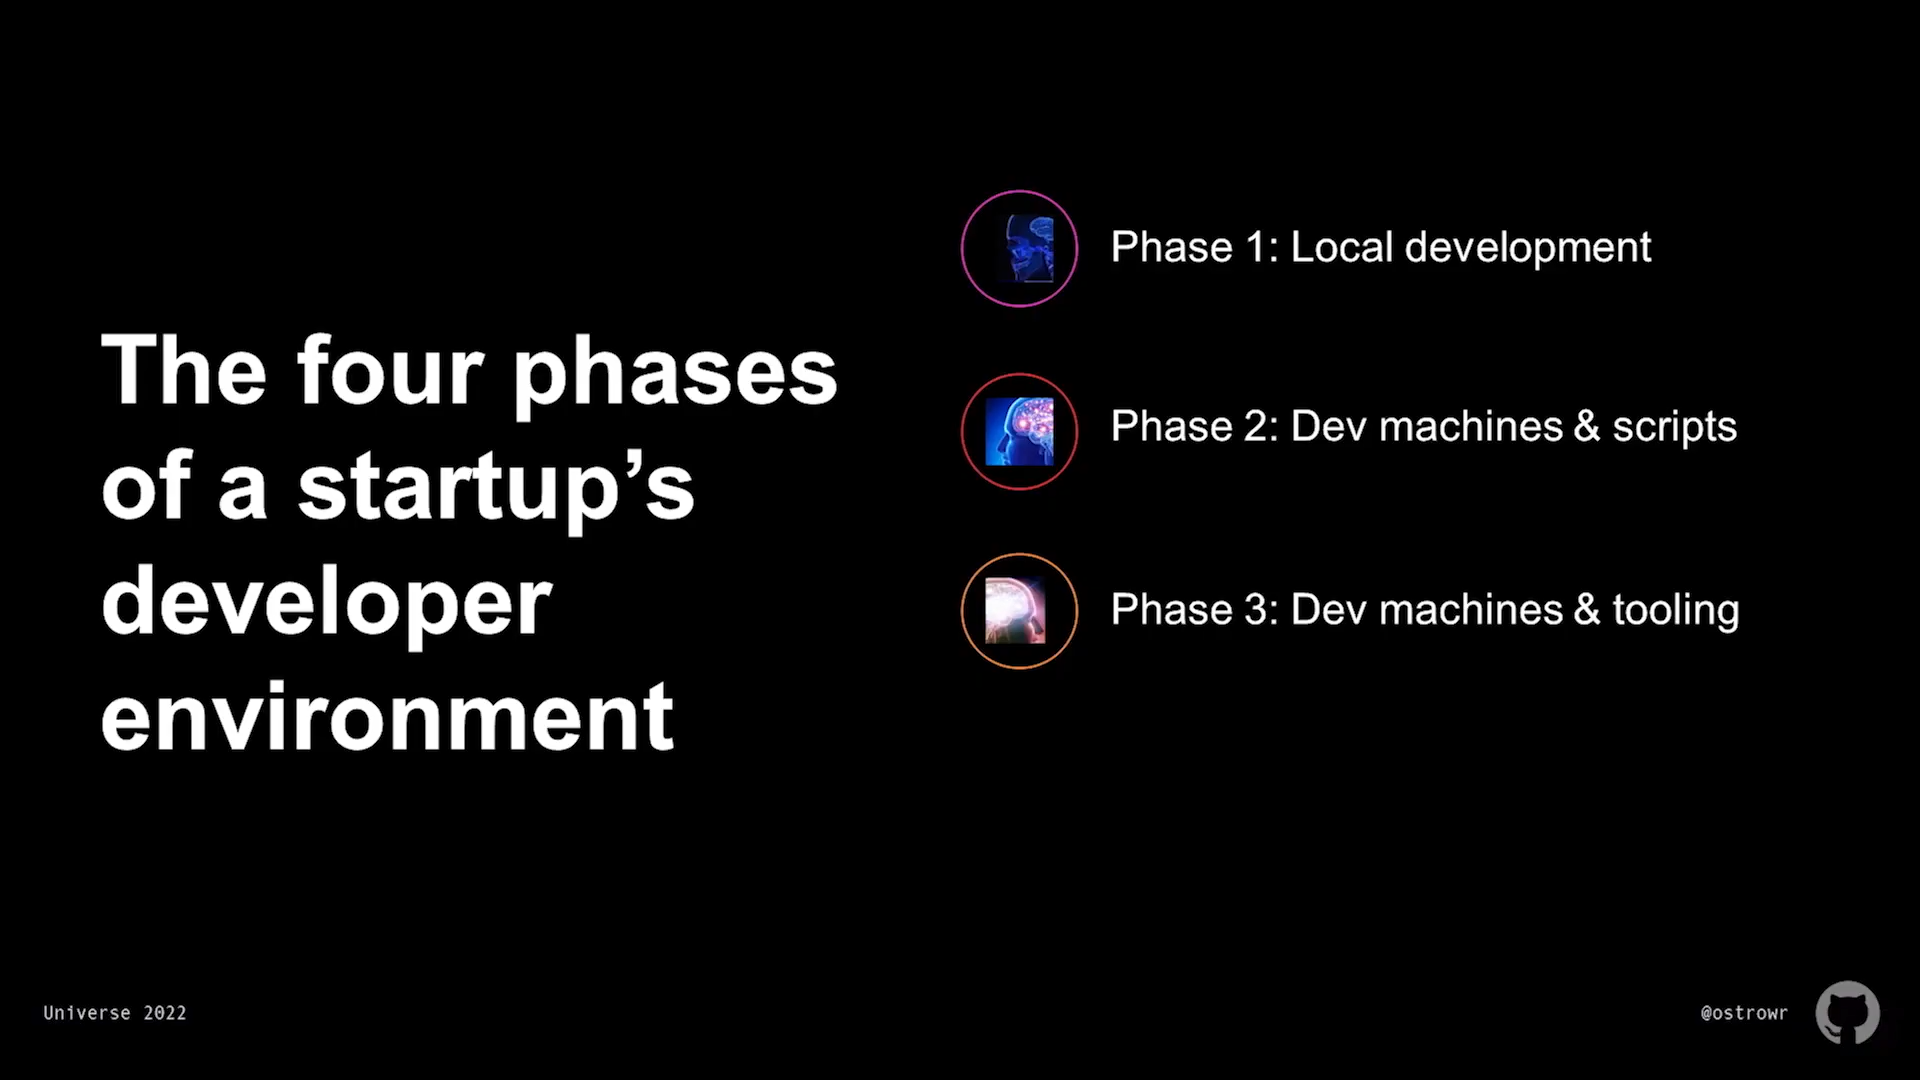 The four phases
of a startup’s
developer
environment
Phase 1: Local development
Phase 2: Dev machines & scripts
Phase 3: Dev machines & tooling
Universe 2022
@ostrowr